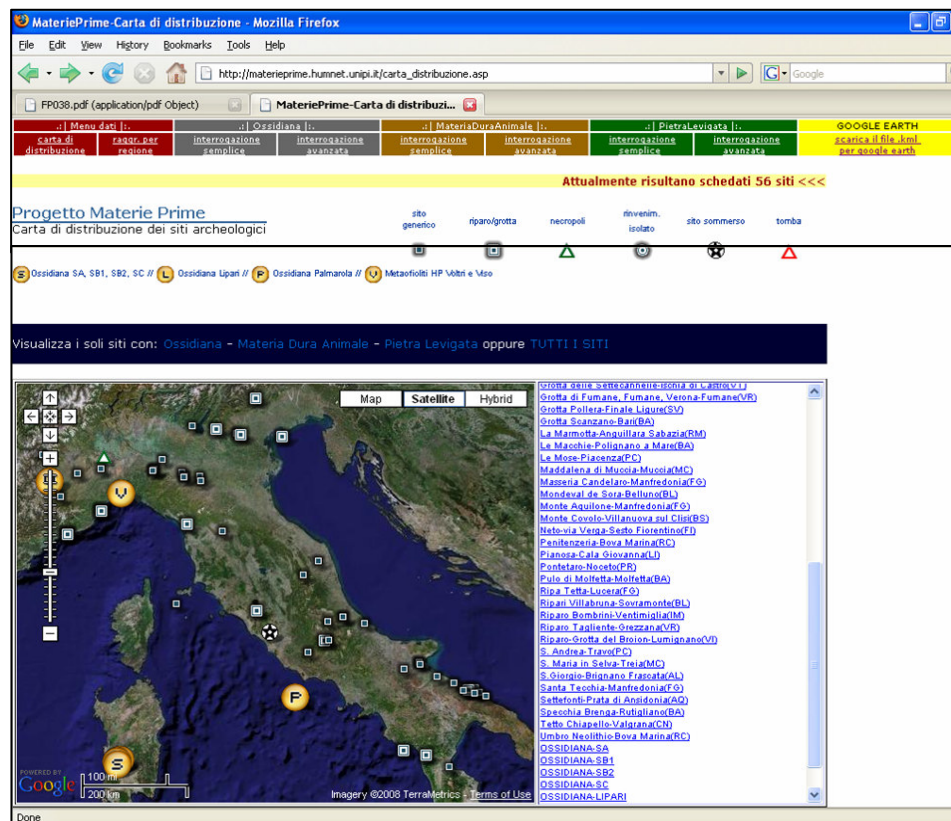 MateriePrime-Carta di distribuzione - Mozilla Firefox
File Edit View History Bookmarks Tools Help
http://materieprime.humnet.unipi.it/carta_distribuzione.asp
G Google
FP038.pdf (application/pdf Object)
MateriePrime-Carta di distribuzi...
.:| Menu dati |:. .:| Ossidiana |:. .:| MateriaDuraAnimale |:. .:| PietraLevigata |:. GOOGLE EARTH
carta di distribuzione
raggr. per regione
interrogazione semplice
interrogazione avanzata
interrogazione semplice
interrogazione avanzata
interrogazione semplice
interrogazione avanzata
scarica il file .kml per google earth
Attualmente risultano schedati 56 siti <<<
Progetto Materie Prime
Carta di distribuzione dei siti archeologici
sito generico
riparo/grotta
necropoli
rinvenim. isolato
sito sommerso
tomba
S Ossidiana SA, SB1, SB2, SC // L Ossidiana Lipari // P Ossidiana Palmarola // V Metaofioliti HP Voltri e Viso
Visualizza i soli siti con: Ossidiana - Materia Dura Animale - Pietra Levigata oppure TUTTI I SITI
Map Satellite Hybrid
V
P
S
POWERED BY
Google
100 mi
200 km
Imagery ©2008 TerraMetrics - Terms of Use
Grotta delle Settecannelle-Ischia di Castro(VT)
Grotta di Fumane, Fumane, Verona-Fumane(VR)
Grotta Pollera-Finale Ligure(SV)
Grotta Scanzano-Bari(BA)
La Marmotta-Anguillara Sabazia(RM)
Le Macchie-Polignano a Mare(BA)
Le Mose-Piacenza(PC)
Maddalena di Muccia-Muccia(MC)
Masseria Candelaro-Manfredonia(FG)
Mondeval de Sora-Belluno(BL)
Monte Aquilone-Manfredonia(FG)
Monte Covolo-Villanuova sul Clisi(BS)
Neto-via Verga-Sesto Fiorentino(FI)
Penitenzeria-Bova Marina(RC)
Pianosa-Cala Giovanna(LI)
Pontetaro-Noceto(PR)
Pulo di Molfetta-Molfetta(BA)
Ripa Tetta-Lucera(FG)
Ripari Villabruna-Sovramonte(BL)
Riparo Bombrini-Ventimiglia(IM)
Riparo Tagliente-Grezzana(VR)
Riparo-Grotta del Broion-Lumignano(VI)
S. Andrea-Travo(PC)
S. Maria in Selva-Treia(MC)
S.Giorgio-Brignano Frascata(AL)
Santa Tecchia-Manfredonia(FG)
Settefonti-Prata di Ansidonia(AQ)
Specchia Brenga-Rutigliano(BA)
Tetto Chiapello-Valgrana(CN)
Umbro Neolithio-Bova Marina(RC)
OSSIDIANA-SA
OSSIDIANA-SB1
OSSIDIANA-SB2
OSSIDIANA-SC
OSSIDIANA-LIPARI
Done